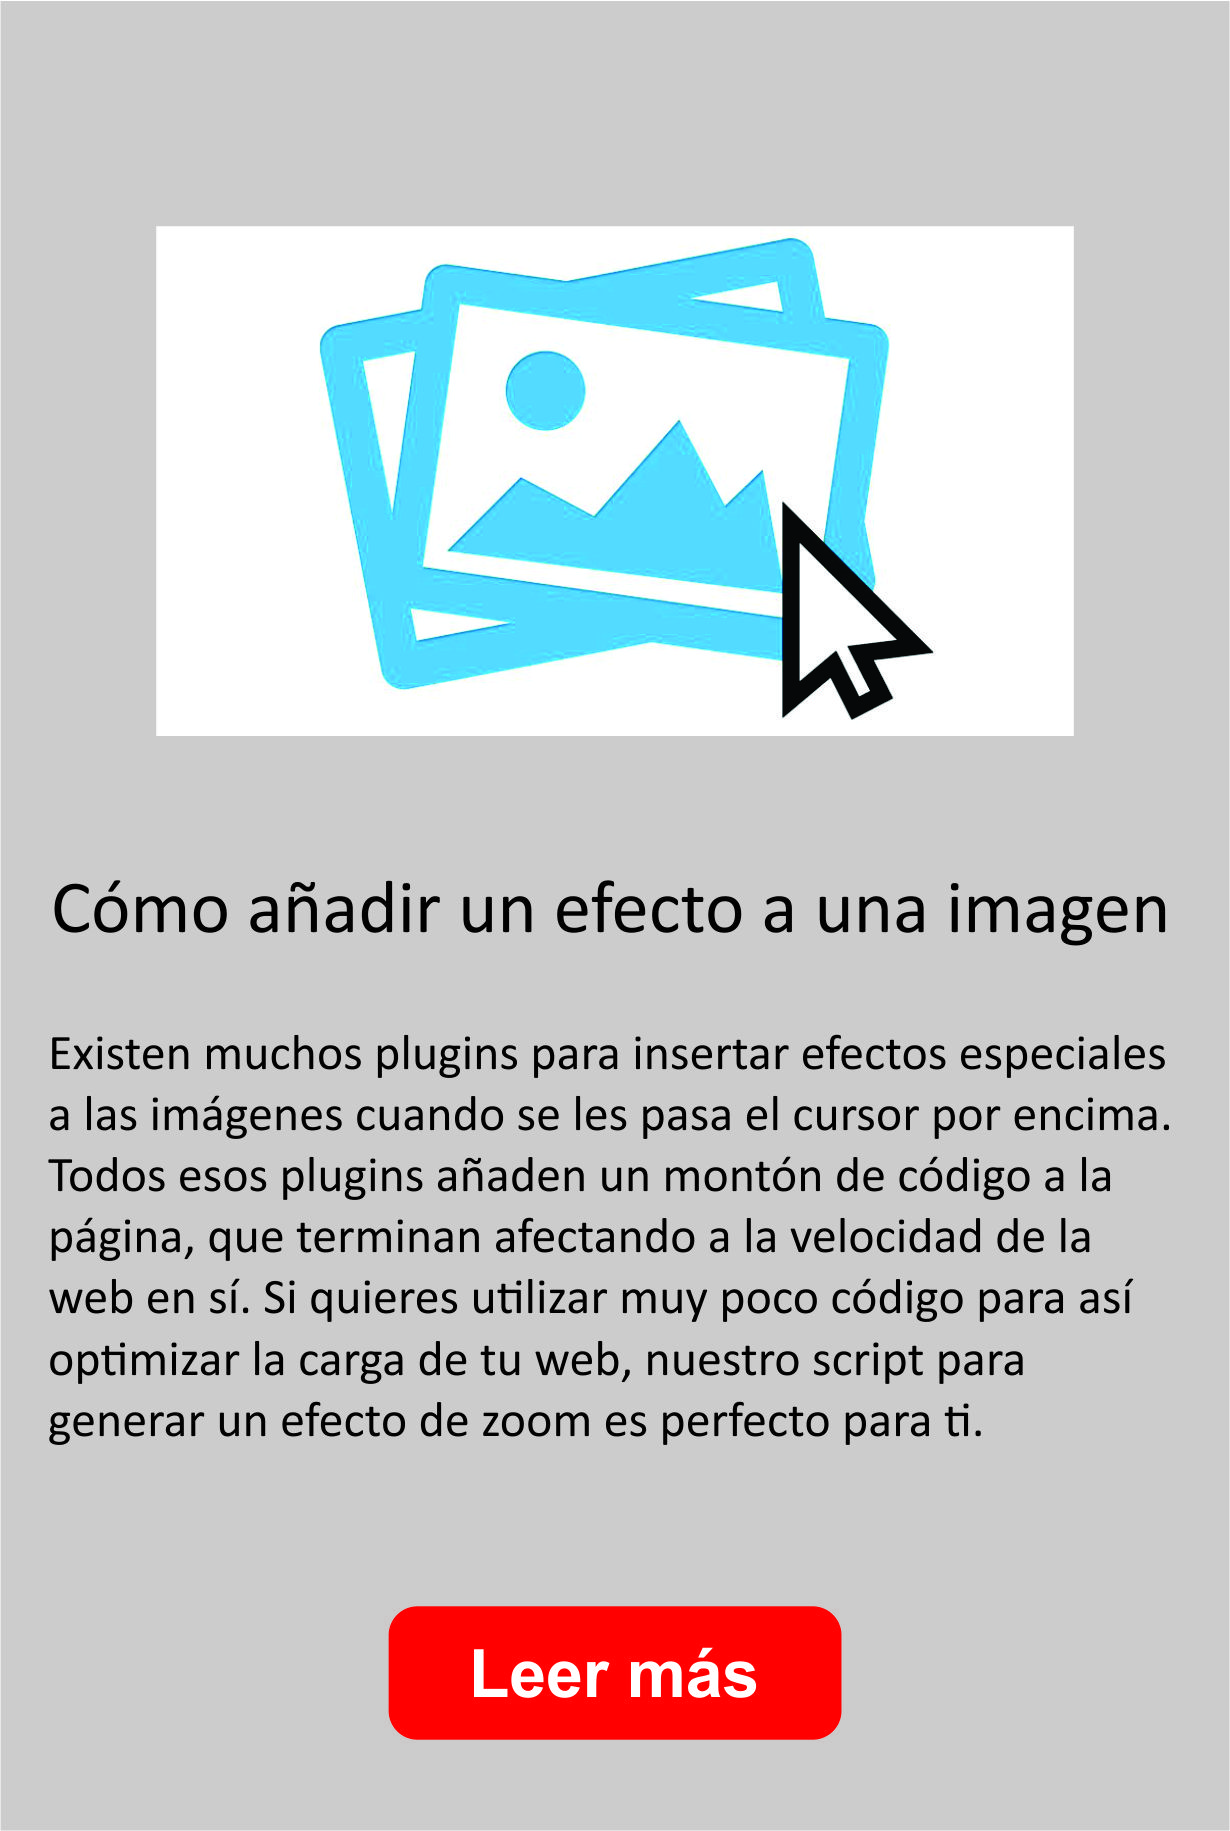 Cómo añadir un efecto a una imagen
Existen muchos plugins para insertar efectos especiales
a las imágenes cuando se les pasa el cursor por encima.
Todos esos plugins añaden un montón de código a la
página, que terminan afectando a la velocidad de la
web en sí. Si quieres utilizar muy poco código para así
optimizar la carga de tu web, nuestro script para
generar un efecto de zoom es perfecto para ti.
Leer más